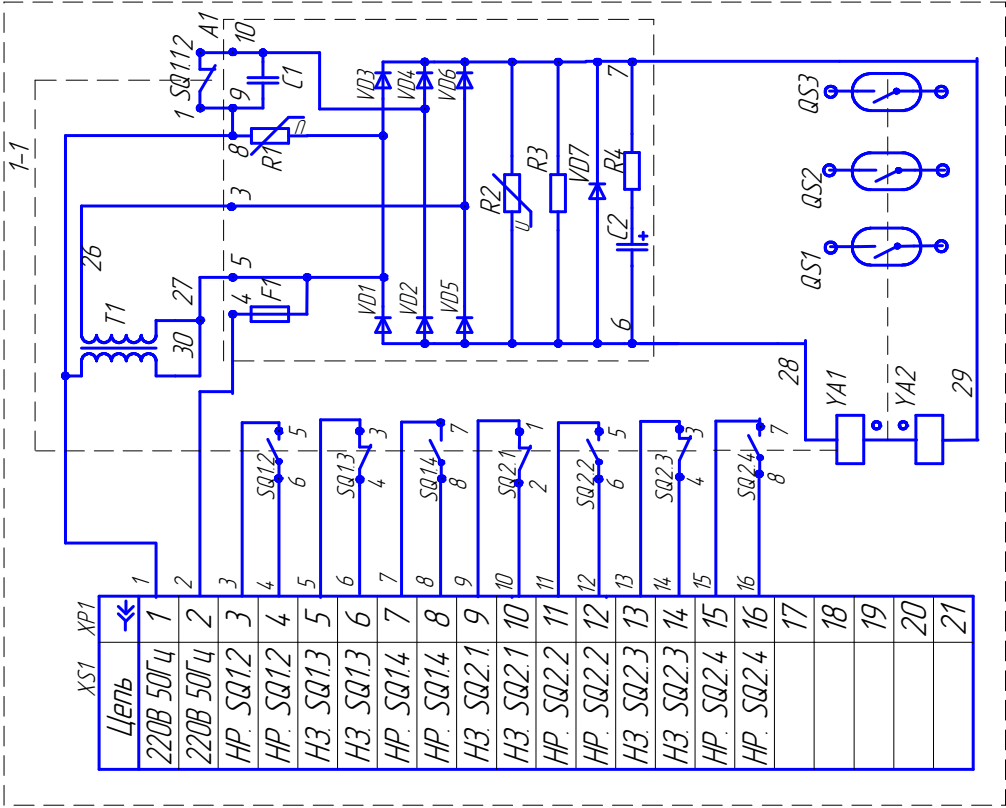 1-1
SQ1.1.2
1
A1
10
9
C1
8
R1
П
VD3
VD4
VD6
7
3
R2
U
R3
VD7
R4
C2
+
26
5
27
4
F1
T1
30
VD1
VD2
VD5
6
QS3
QS2
QS1
28
YA1
YA2
29
SQ1.2
5
6
SQ1.3
3
4
SQ1.4
7
8
SQ2.1
1
2
SQ2.2
5
6
SQ2.3
3
4
SQ2.4
7
8
1
2
3
4
5
6
7
8
9
10
11
12
13
14
15
16
XS1 XP1
Цепь
220В 50Гц 1
220В 50Гц 2
НР. SQ1.2 3
НР. SQ1.2 4
НЗ. SQ1.3 5
НЗ. SQ1.3 6
НР. SQ1.4 7
НР. SQ1.4 8
НЗ. SQ2.1. 9
НЗ. SQ2.1 10
НР. SQ2.2 11
НР. SQ2.2 12
НЗ. SQ2.3 13
НЗ. SQ2.3 14
НР. SQ2.4 15
НР. SQ2.4 16
17
18
19
20
21